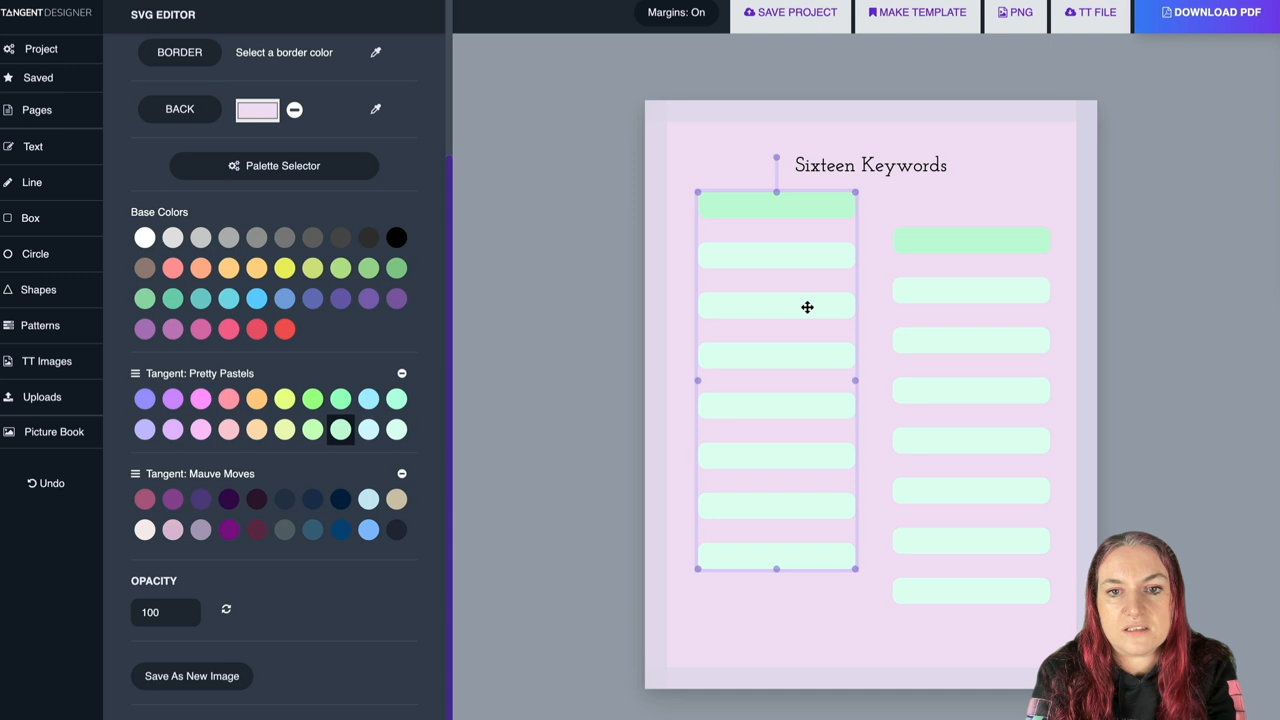 TANGENT DESIGNER
SVG EDITOR
Margins: On
SAVE PROJECT
MAKE TEMPLATE
PNG
TT FILE
DOWNLOAD PDF
Project
Saved
Pages
Text
Line
Box
Circle
Shapes
Patterns
TT Images
Uploads
Picture Book
Undo
BORDER
Select a border color
BACK
Palette Selector
Base Colors
Tangent: Pretty Pastels
Tangent: Mauve Moves
OPACITY
100
Save As New Image
Sixteen Keywords